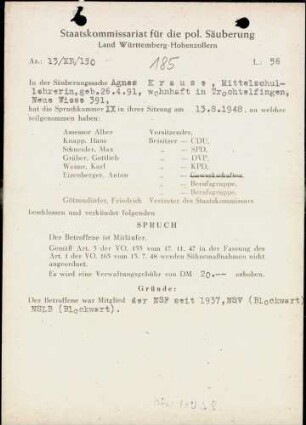 Staatskommissariat für die pol. Säuberung
Land Württemberg-Hohenzollern
Az.: 13/XX/130 185 L: 56
In der Säuberungssache Agnes Krause, Mittelschul-
lehrerin,geb.26.4.91, wohnhaft in Trochtelfingen,
Neue Wiese 391,
hat die Spruchkammer IX in ihrer Sitzung am 13.8.1948, an welcher
teilgenommen haben:
Assessor Alber Vorsitzender,
Knapp, Hans Beisitzer – CDU,
Schneider, Max „ – SPD,
Gräber, Gottlieb „ – DVP,
Weimer, Karl „ – KPD,
Eizenberger, Anton „ – Gewerkschaften,
„ – Berufsgruppe,
„ – Berufsgruppe,
Götzendörfer, Friedrich Vertreter des Staatskommissars
beschlossen und verkündet folgenden
SPRUCH
Der Betroffene ist Mitläufer.
Gemäß Art. 3 der VO. 133 vom 17. 11. 47 in der Fassung des
Art. 1 der VO. 165 vom 13. 7. 48 werden Sühnemaßnahmen nicht
angeordnet.
Es wird eine Verwaltungsgebühr von DM 20.-- erhoben.
Gründe:
Der Betroffene war Mitglied der NSF seit 1937,NSV (Blockwart)
NSLB (Blockwart).